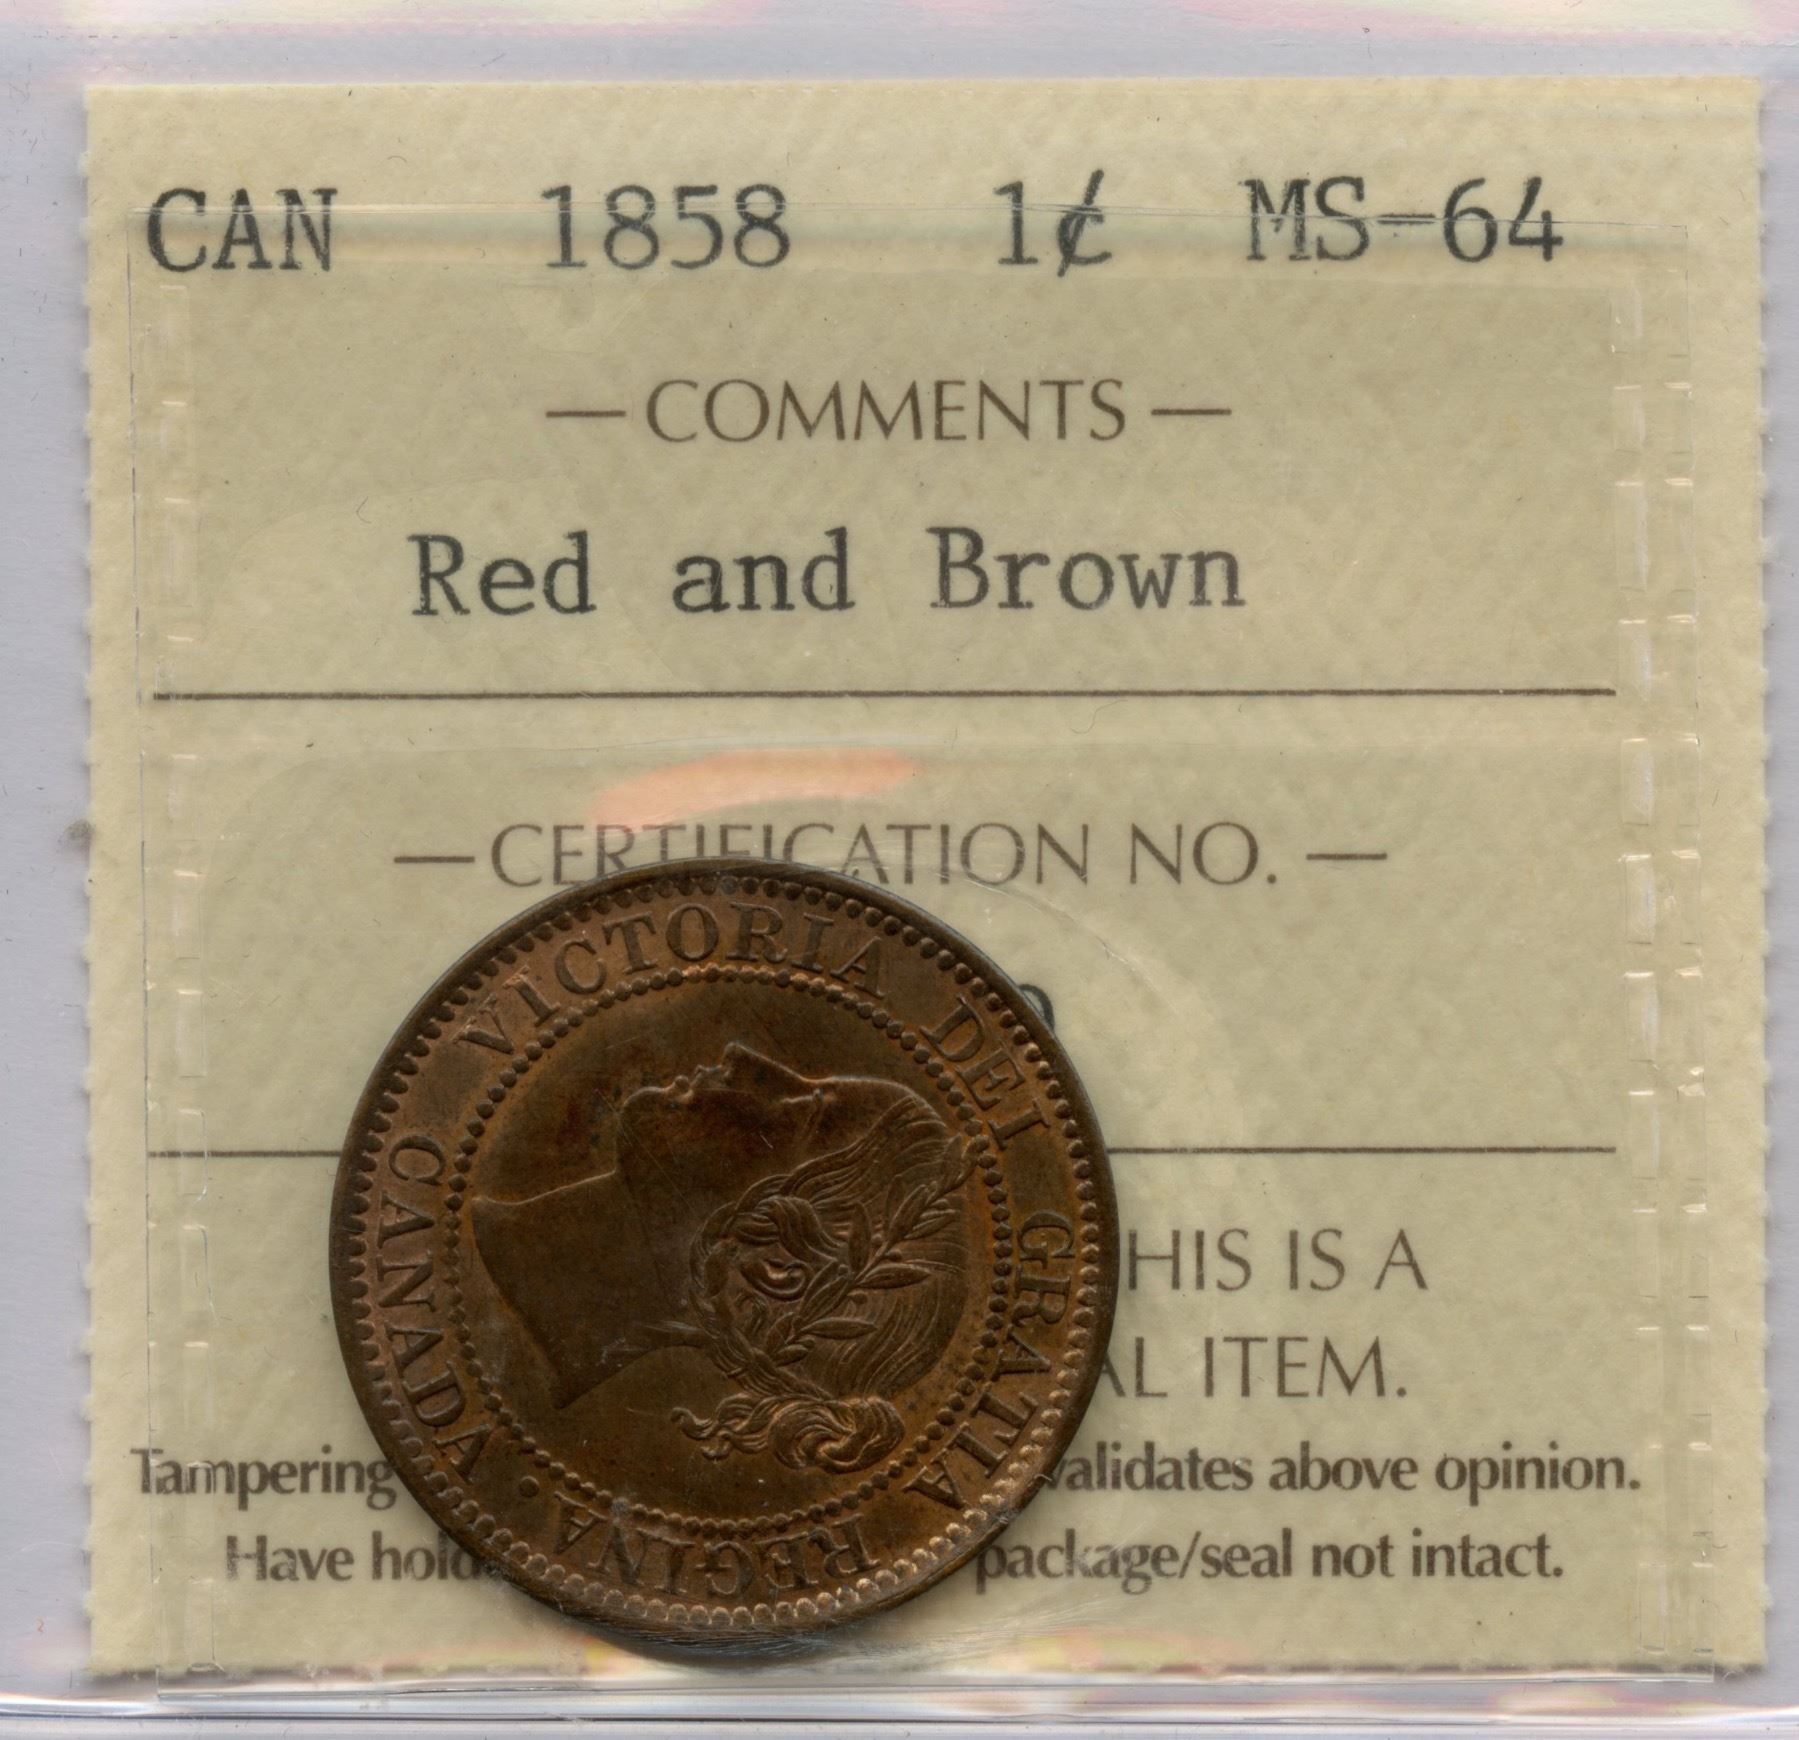 CAN 1858 1¢ MS-64
— COMMENTS —
Red and Brown
— CERTIFICATION NO. —
VICTORIA DEI GRATIA REGINA. CANADA
HIS IS A
AL ITEM.
Tampering validates above opinion.
Have hold package/seal not intact.